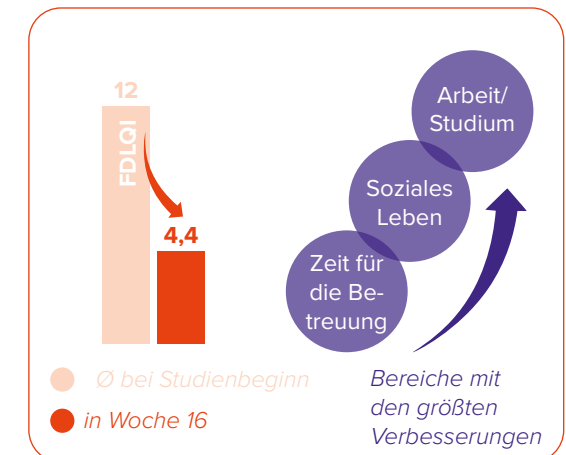 12
FDLQI
4,4
Ø bei Studienbeginn
in Woche 16
Arbeit/
Studium
Soziales
Leben
Zeit für
die Be-
treuung
Bereiche mit
den größten
Verbesserungen